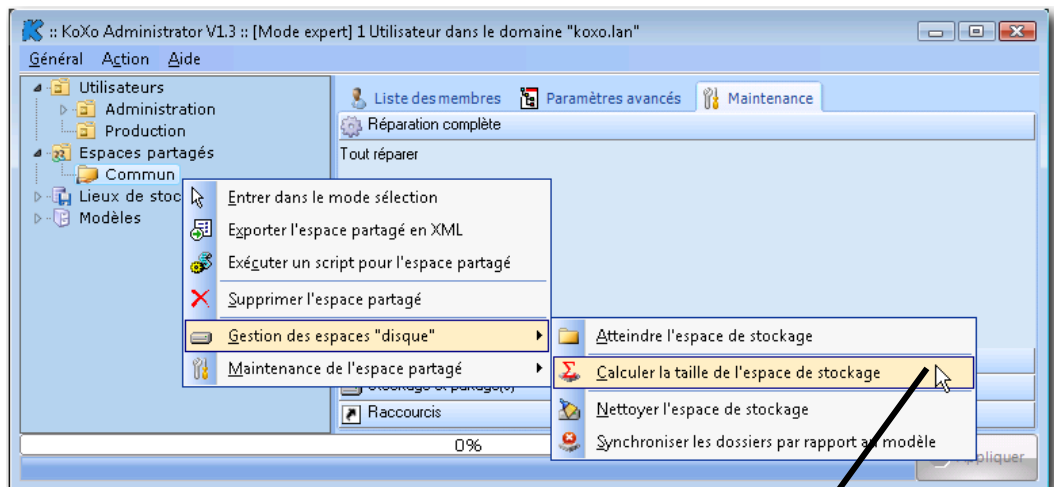 :: KoXo Administrator V1.3 :: [Mode expert] 1 Utilisateur dans le domaine "koxo.lan"
Général Action Aide
Utilisateurs
Administration
Production
Espaces partagés
Commun
Lieux de stoc
Modèles
Liste des membres Paramètres avancés Maintenance
Réparation complète
Tout réparer
Entrer dans le mode sélection
Exporter l'espace partagé en XML
Exécuter un script pour l'espace partagé
Supprimer l'espace partagé
Gestion des espaces "disque"
Maintenance de l'espace partagé
Atteindre l'espace de stockage
Calculer la taille de l'espace de stockage
Nettoyer l'espace de stockage
Synchroniser les dossiers par rapport au modèle
Raccourcis
0%